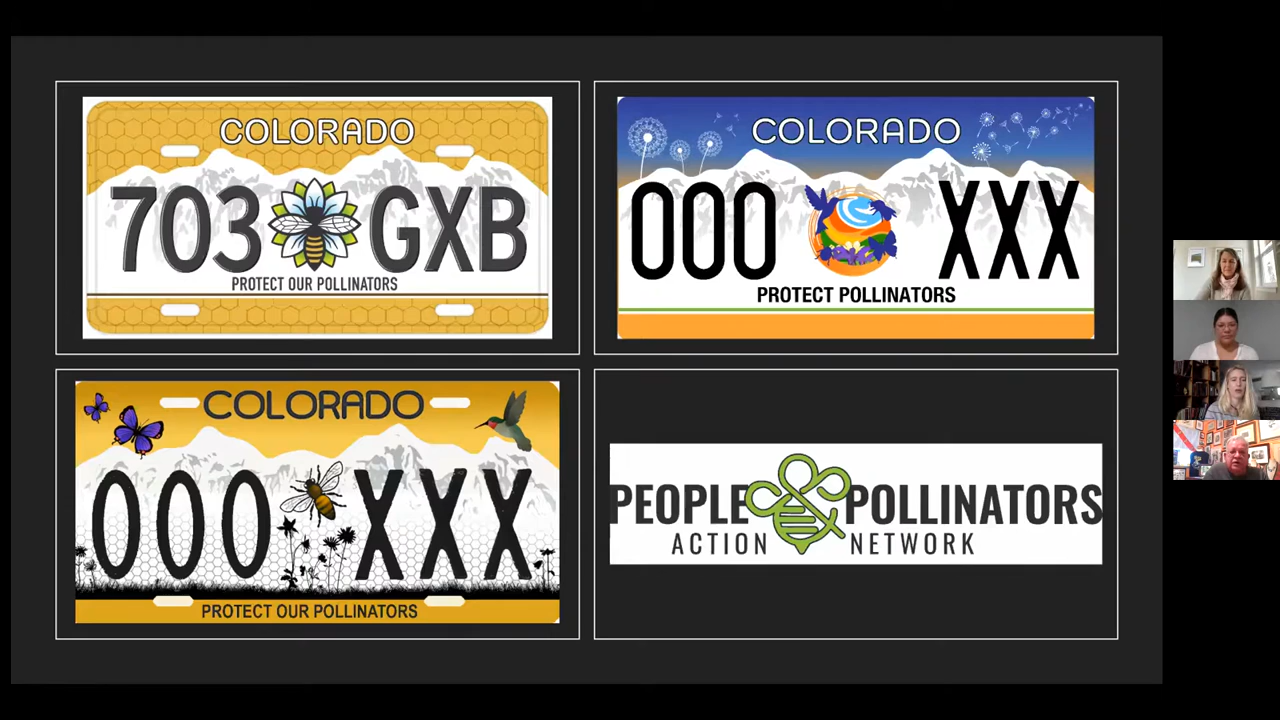 COLORADO
703 GXB
PROTECT OUR POLLINATORS
COLORADO
000 XXX
PROTECT POLLINATORS
COLORADO
000 XXX
PROTECT OUR POLLINATORS
PEOPLE POLLINATORS
ACTION NETWORK